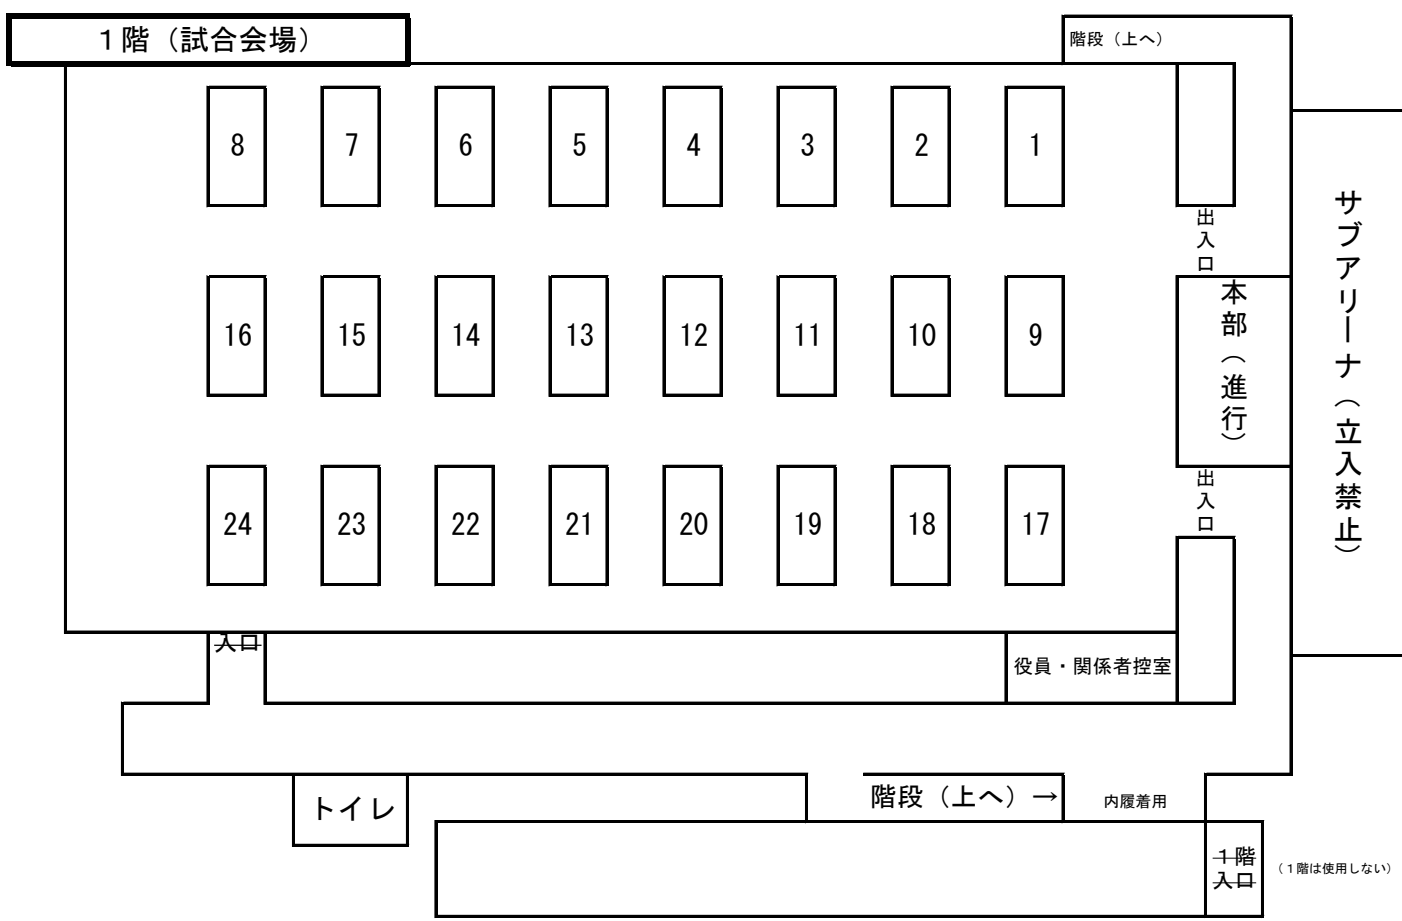 １階（試合会場）
階段（上へ）
8 7 6 5 4 3 2 1
出入口
サブアリーナ（立入禁止）
16 15 14 13 12 11 10 9
本部（進行）
24 23 22 21 20 19 18 17
出入口
入口
役員・関係者控室
トイレ
階段（上へ）→
内履着用
１階
入口
（１階は使用しない）